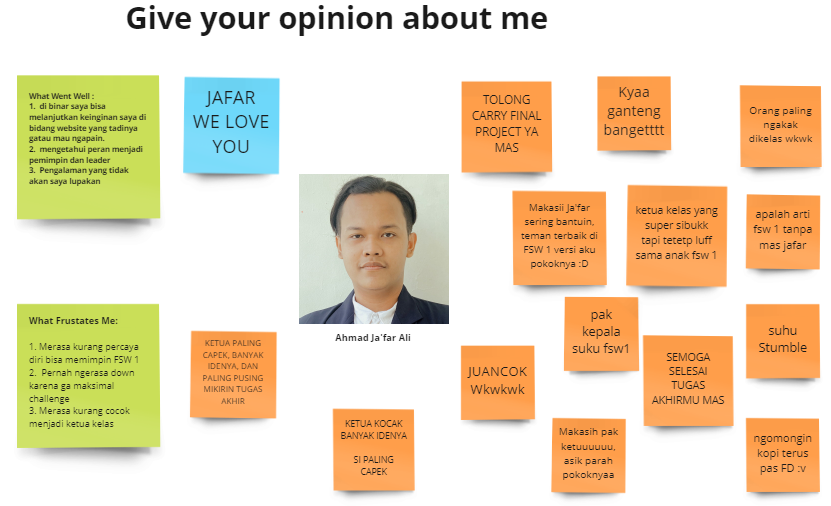 Give your opinion about me
What Went Well :
1. di binar saya bisa
melanjutkan keinginan saya di
bidang website yang tadinya
gatau mau ngapain.
2. mengetahui peran menjadi
pemimpin dan leader
3. Pengalaman yang tidak
akan saya lupakan
JAFAR
WE LOVE
YOU
TOLONG
CARRY FINAL
PROJECT YA
MAS
Kyaa
ganteng
bangetttt
Orang paling
ngakak
dikelas wkwk
Makasii Ja'far
sering bantuin,
teman terbaik di
FSW 1 versi aku
pokoknya :D
ketua kelas yang
super sibukk
tapi tetetp luff
sama anak fsw 1
apalah arti
fsw 1 tanpa
mas jafar
Ahmad Ja'far Ali
What Frustates Me:
1. Merasa kurang percaya
diri bisa memimpin FSW 1
2. Pernah ngerasa down
karena ga maksimal
challenge
3. Merasa kurang cocok
menjadi ketua kelas
KETUA PALING
CAPEK, BANYAK
IDENYA, DAN
PALING PUSING
MIKIRIN TUGAS
AKHIR
pak
kepala
suku fsw1
suhu
Stumble
JUANCOK
Wkwkwk
SEMOGA
SELESAI
TUGAS
AKHIRMU MAS
KETUA KOCAK
BANYAK IDENYA
SI PALING
CAPEK
Makasih pak
ketuuuuuu,
asik parah
pokoknyaa
ngomongin
kopi terus
pas FD :v